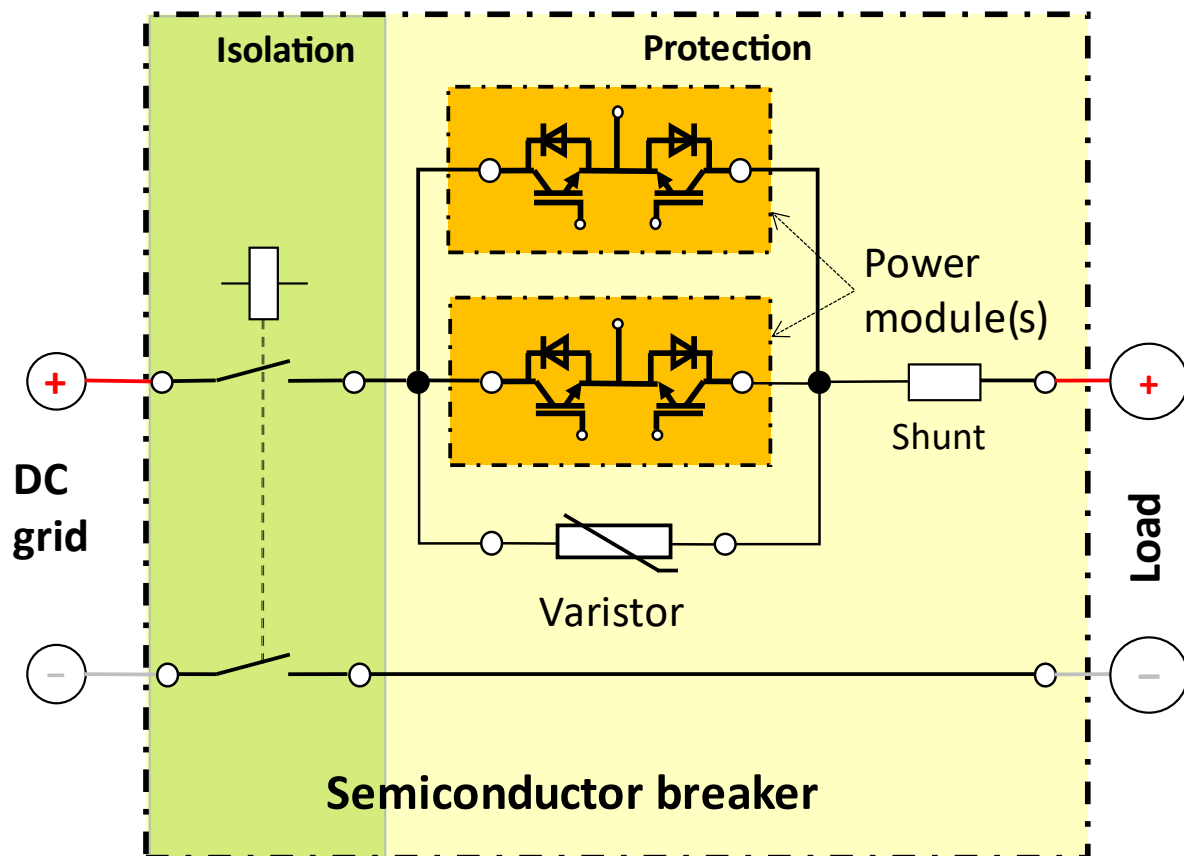 Isolation
Protection
Power
module(s)
+
+
Shunt
DC
grid
Load
Varistor
−
−
Semiconductor breaker